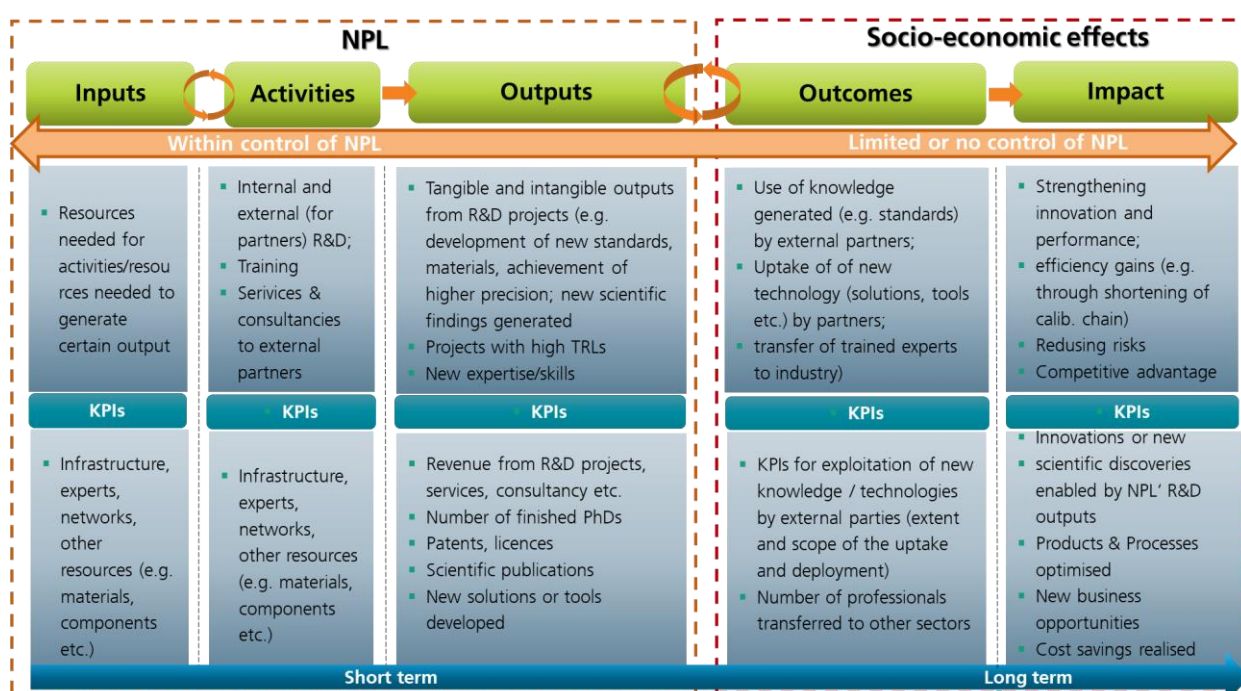 NPL
Socio-economic effects
Inputs
Activities
Outputs
Outcomes
Impact
Within control of NPL
Limited or no control of NPL
▪ Resources
needed for
activities/resou
rces needed to
generate
certain output
▪ Internal and
external (for
partners) R&D;
▪ Training
▪ Serivices &
consultancies
to external
partners
▪ Tangible and intangible outputs
from R&D projects (e.g.
development of new standards,
materials, achievement of
higher precision; new scientific
findings generated
▪ Projects with high TRLs
▪ New expertise/skills
▪ Use of knowledge
generated (e.g. standards)
by external partners;
▪ Uptake of of new
technology (solutions, tools
etc.) by partners;
▪ transfer of trained experts
to industry)
▪ Strengthening
innovation and
performance;
▪ efficiency gains (e.g.
through shortening of
calib. chain)
▪ Redusing risks
▪ Competitive advantage
KPIs
▪ KPIs
▪ KPIs
▪ KPIs
▪ KPIs
▪ Infrastructure,
experts,
networks,
other
resources (e.g.
materials,
components
etc.)
▪ Infrastructure,
experts,
networks,
other resources
(e.g. materials,
components
etc.)
▪ Revenue from R&D projects,
services, consultancy etc.
▪ Number of finished PhDs
▪ Patents, licences
▪ Scientific publications
▪ New solutions or tools
developed
▪ KPIs for exploitation of new
knowledge / technologies
by external parties (extent
and scope of the uptake
and deployment)
▪ Number of professionals
transferred to other sectors
▪ Innovations or new
▪ scientific discoveries
enabled by NPL' R&D
outputs
▪ Products & Processes
optimised
▪ New business
opportunities
▪ Cost savings realised
Short term
Long term